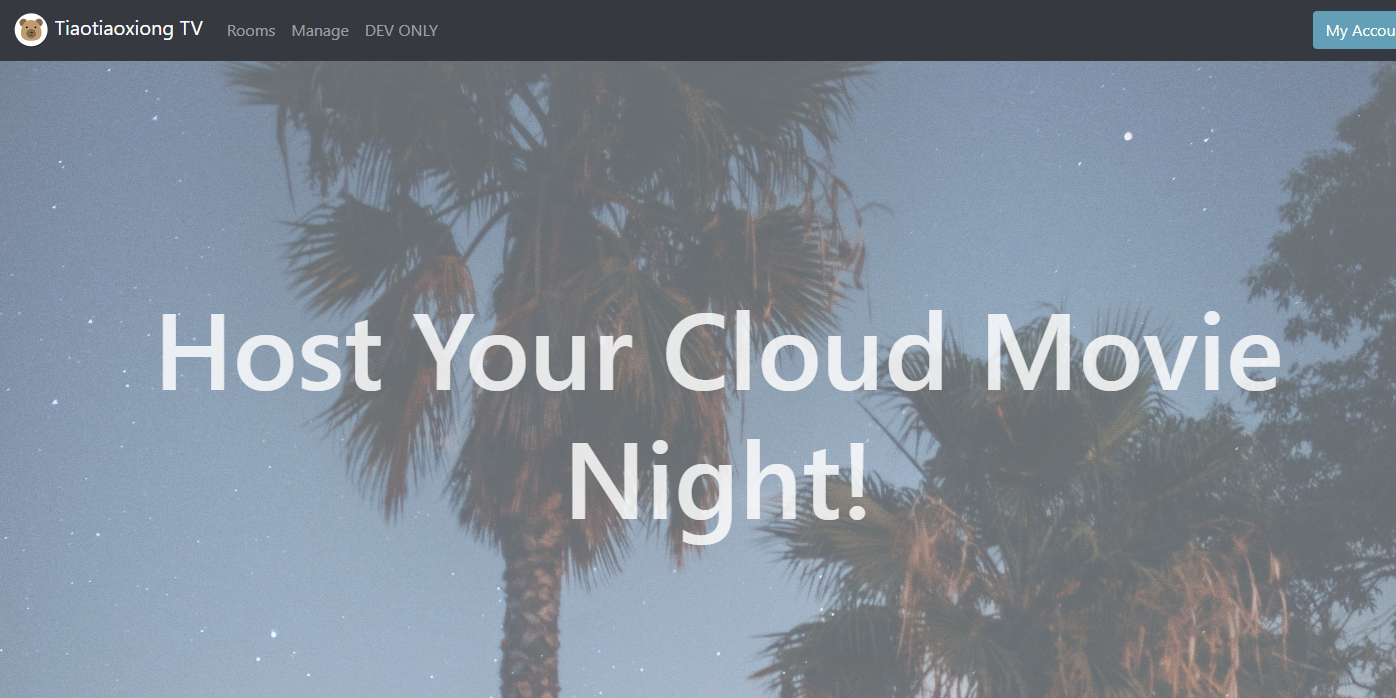 Tiaotiaoxiong TV Rooms Manage DEV ONLY My Accou
Host Your Cloud Movie
Night!